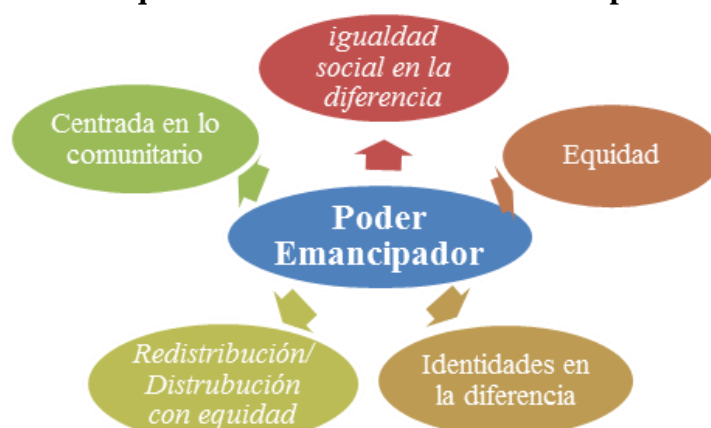 igualdad
social en la
diferencia
Centrada en lo
comunitario
Equidad
Poder
Emancipador
Redistribución/
Distrubución
con equidad
Identidades en
la diferencia